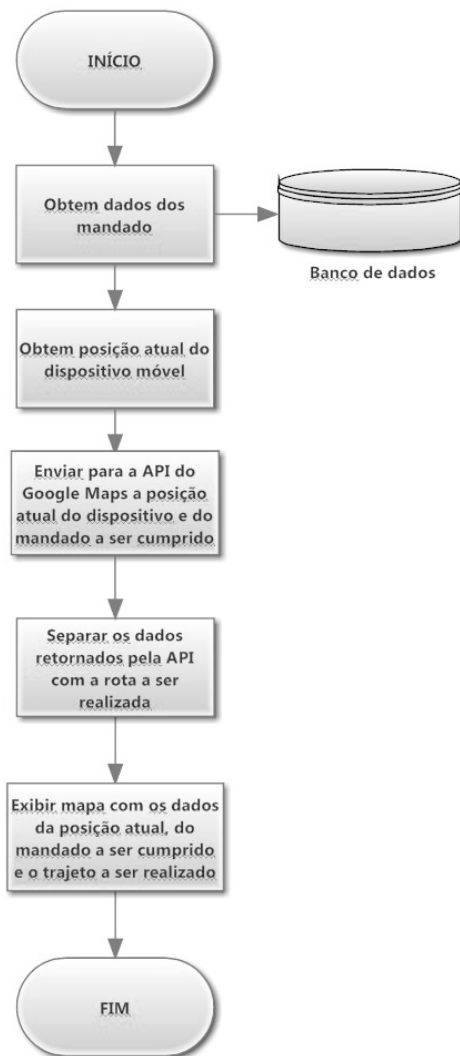 INÍCIO
Obtem dados dos
mandado
Banco de dados
Obtem posição atual do
dispositivo móvel
Enviar para a API do
Google Maps a posição
atual do dispositivo e do
mandado a ser cumprido
Separar os dados
retornados pela API
com a rota a ser
realizada
Exibir mapa com os dados
da posição atual, do
mandado a ser cumprido
e o trajeto a ser realizado
FIM